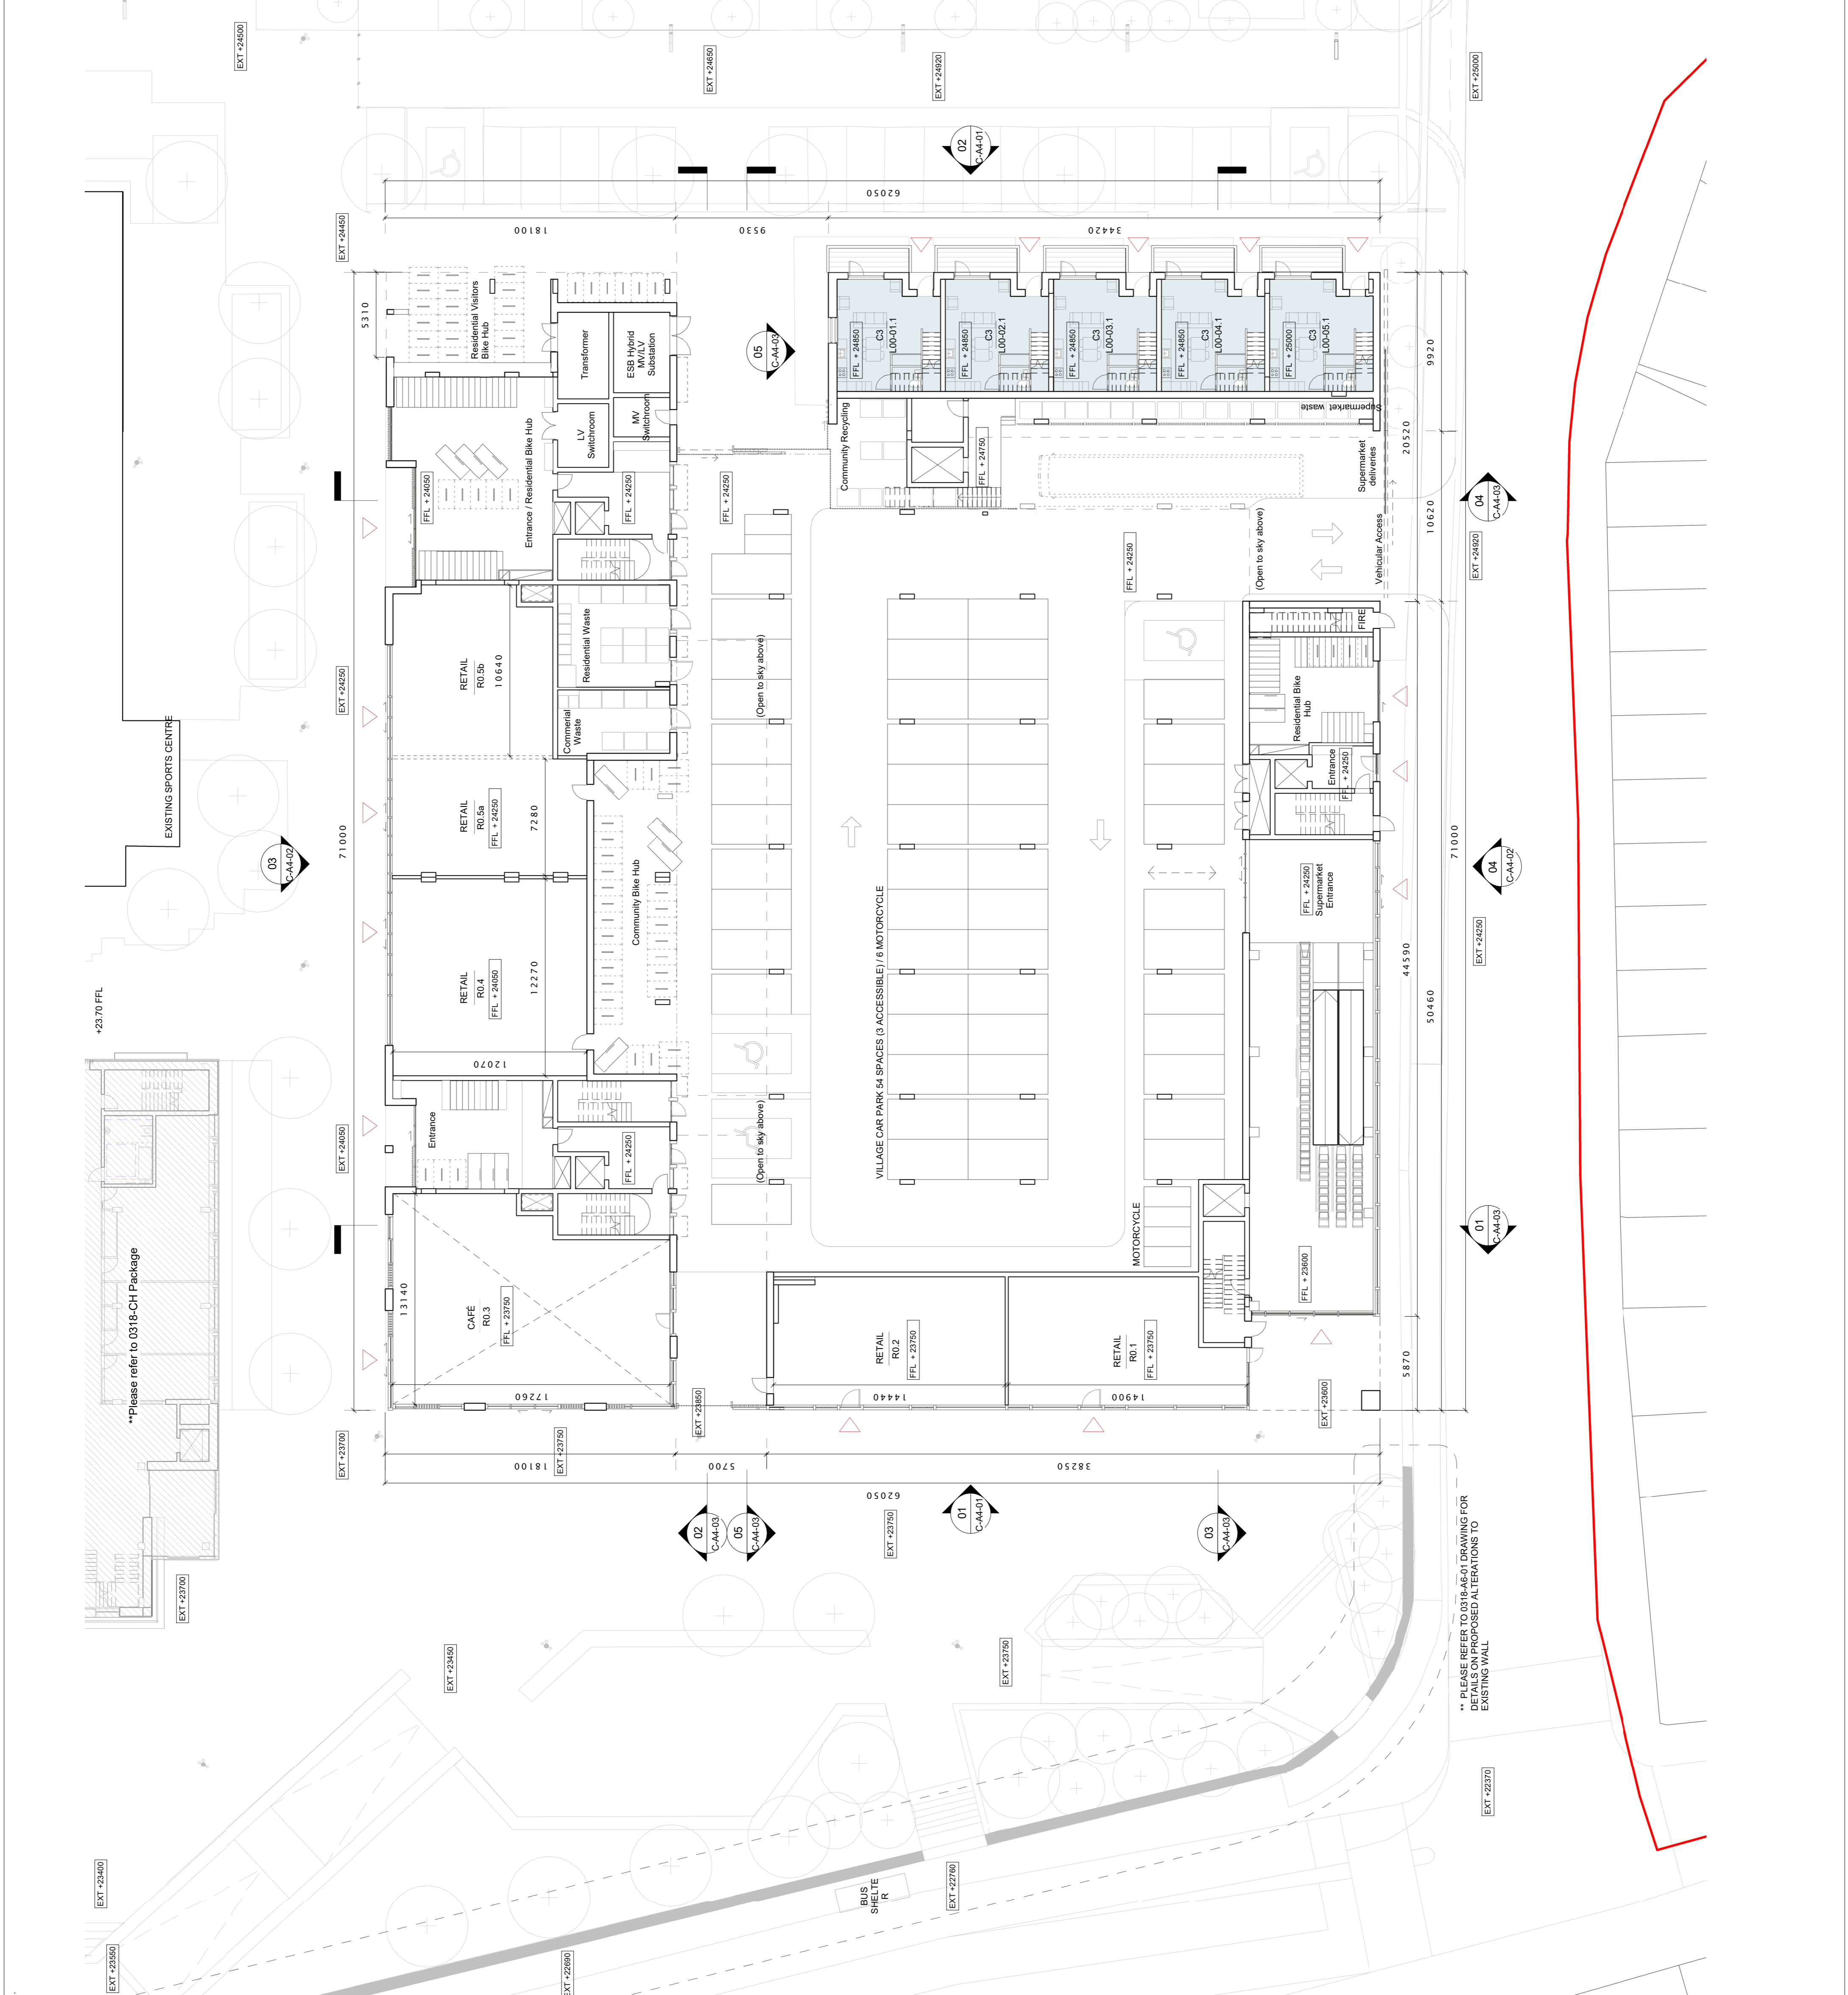 EXT +24500
EXT +24650
EXT +24920
EXT +25000
02
C-A4-01
62050
18100
9530
34420
EXT +24450
5310
Residential Visitors
Bike Hub
Transformer
ESB Hybrid
MV/LV
Substation
LV
Switchroom
MV
Switchroom
Entrance / Residential Bike Hub
FFL + 24050
FFL + 24250
FFL + 24250
05
C-A4-03
FFL + 24850
C3
L00-01.1
FFL + 24850
C3
L00-02.1
FFL + 24850
C3
L00-03.1
FFL + 24850
C3
L00-04.1
FFL + 25000
C3
L00-05.1
Community Recycling
FFL + 24750
Supermarket waste
Supermarket
deliveries
Vehicular Access
(Open to sky above)
FFL + 24250
9920
20520
10620
04
C-A4-03
EXT +24920
EXISTING SPORTS CENTRE
EXT +24250
03
C-A4-02
71000
RETAIL
R0.5b
10640
Residential Waste
Commerial
Waste
(Open to sky above)
RETAIL
R0.5a
FFL + 24250
7280
Community Bike Hub
RETAIL
R0.4
FFL + 24050
12270
12070
VILLAGE CAR PARK 54 SPACES (3 ACCESSIBLE) / 6 MOTORCYCLE
FIRE
Residential Bike
Hub
Entrance
FFL + 24250
FFL + 24250
Supermarket
Entrance
71000
44590
50460
04
C-A4-02
EXT +24250
+23.70 FFL
**Please refer to 0318-CH Package
EXT +24050
Entrance
FFL + 24250
(Open to sky above)
MOTORCYCLE
FFL + 23600
01
C-A4-03
13140
CAFÉ
R0.3
FFL + 23750
17260
RETAIL
R0.2
FFL + 23750
14440
RETAIL
R0.1
FFL + 23750
14900
5870
EXT +23700
EXT +23750
EXT +23850
EXT +23600
18100
5700
38250
62050
02
C-A4-03
05
C-A4-03
EXT +23750
01
C-A4-01
03
C-A4-03
EXT +23700
EXT +23450
EXT +23750
** PLEASE REFER TO 0318-A6-01 DRAWING FOR
DETAILS ON PROPOSED ALTERATIONS TO
EXISTING WALL
EXT +22370
EXT +23400
BUS
SHELTE
R
EXT +22760
EXT +23550
EXT +22690